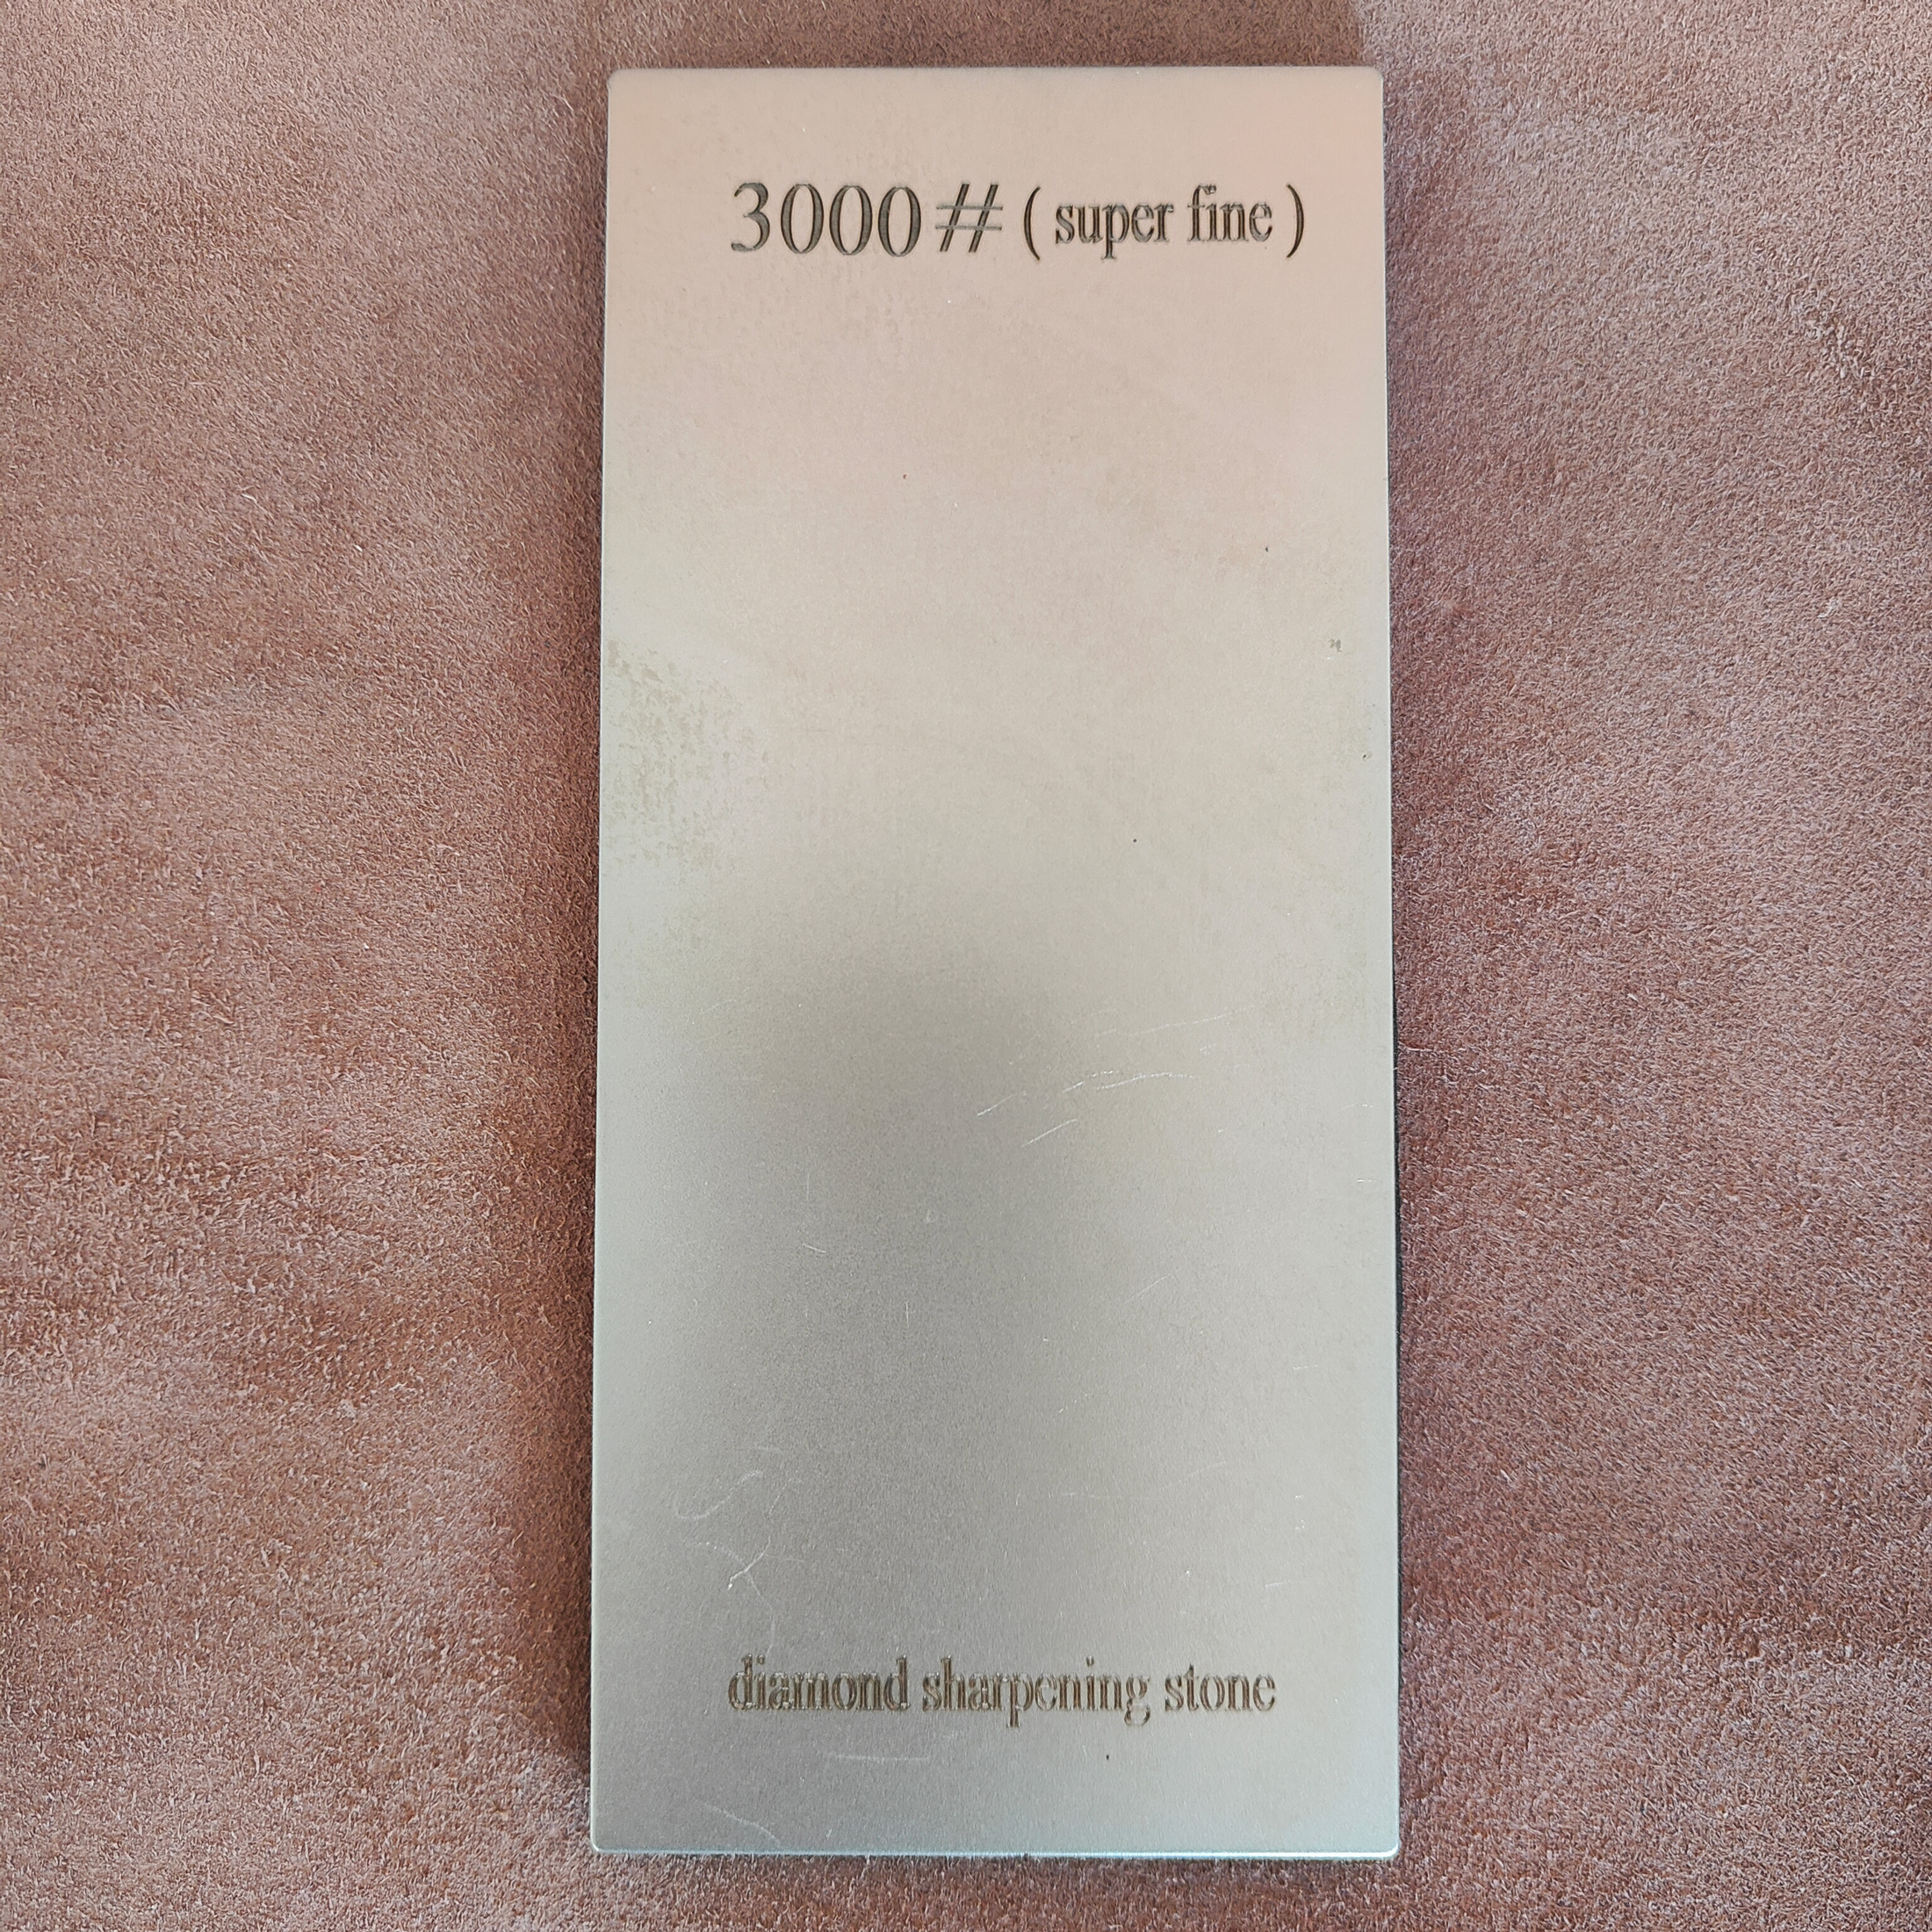 3000# ( super fine )
diamond sharpening stone